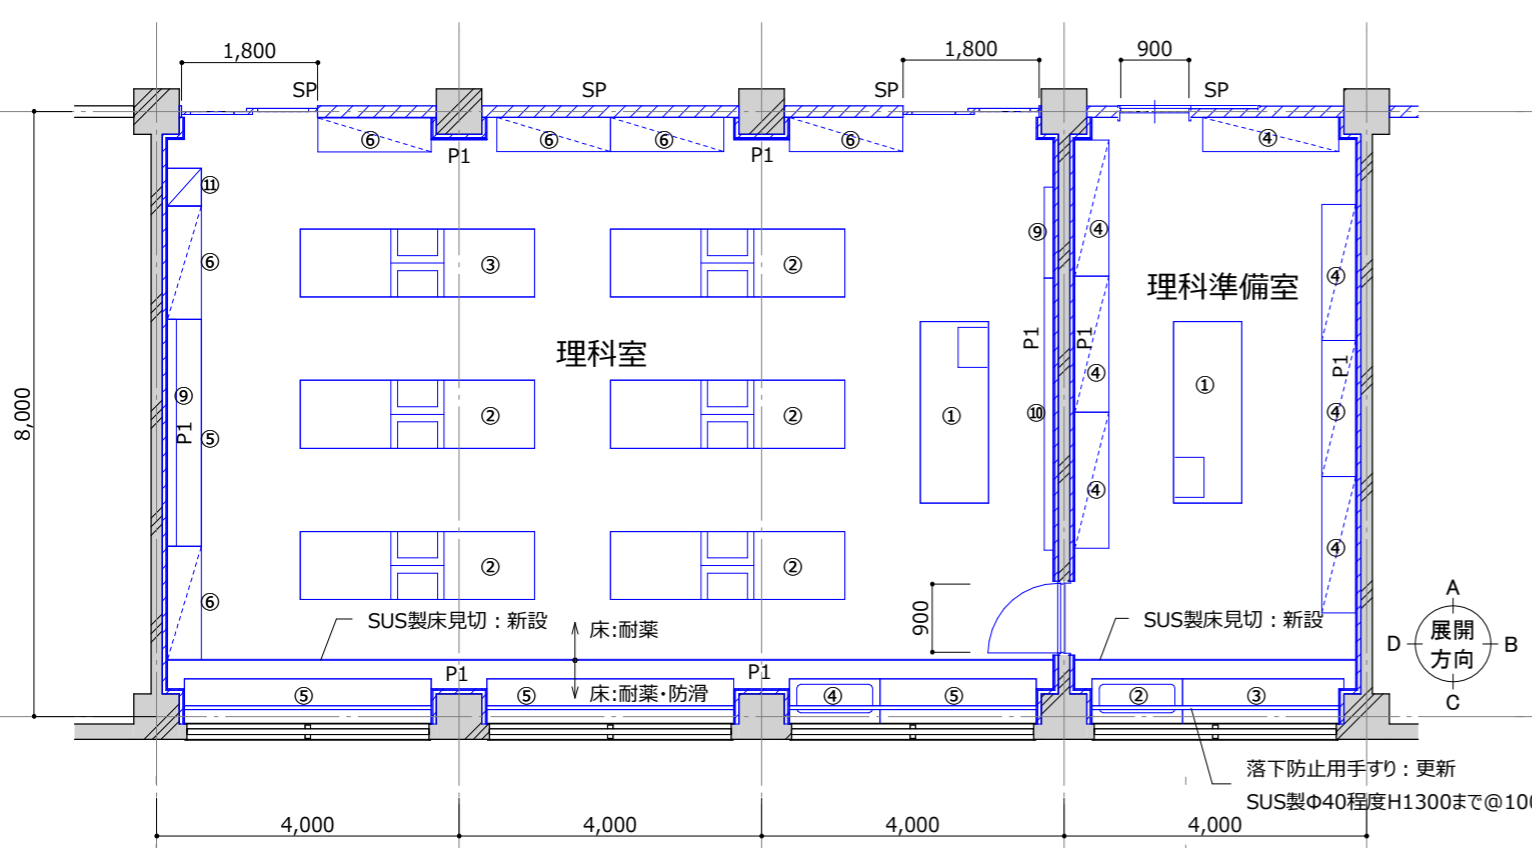 1,800
1,800
900
SP
SP
SP
SP
⑥
⑥
⑥
⑥
④
P1
P1
⑪
⑥
③
②
⑨
④
④
理科準備室
8,000
理科室
P1
P1
P1
①
④
⑨
P1
⑤
②
②
①
⑩
④
④
④
⑥
②
②
④
900
SUS製床見切：新設
床:耐薬
SUS製床見切：新設
A
D
展開
方向
B
C
P1
P1
⑤
⑤
床:耐薬・防滑
④
⑤
②
③
落下防止用手すり：更新
SUS製Φ40程度H1300まで@100
4,000
4,000
4,000
4,000